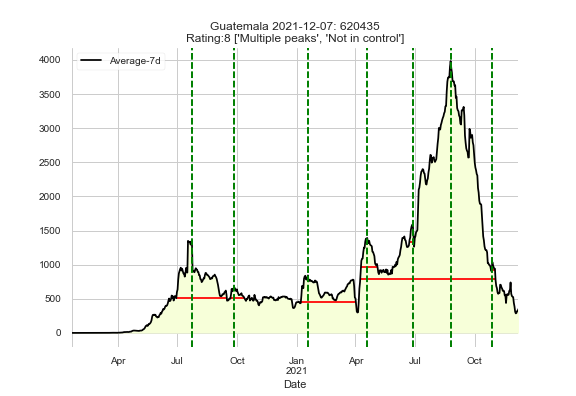 Guatemala 2021-12-07: 620435
Rating:8 ['Multiple peaks', 'Not in control']
Average-7d
4000
3500
3000
2500
2000
1500
1000
500
0
Apr Jul Oct Jan Apr Jul Oct
2021
Date